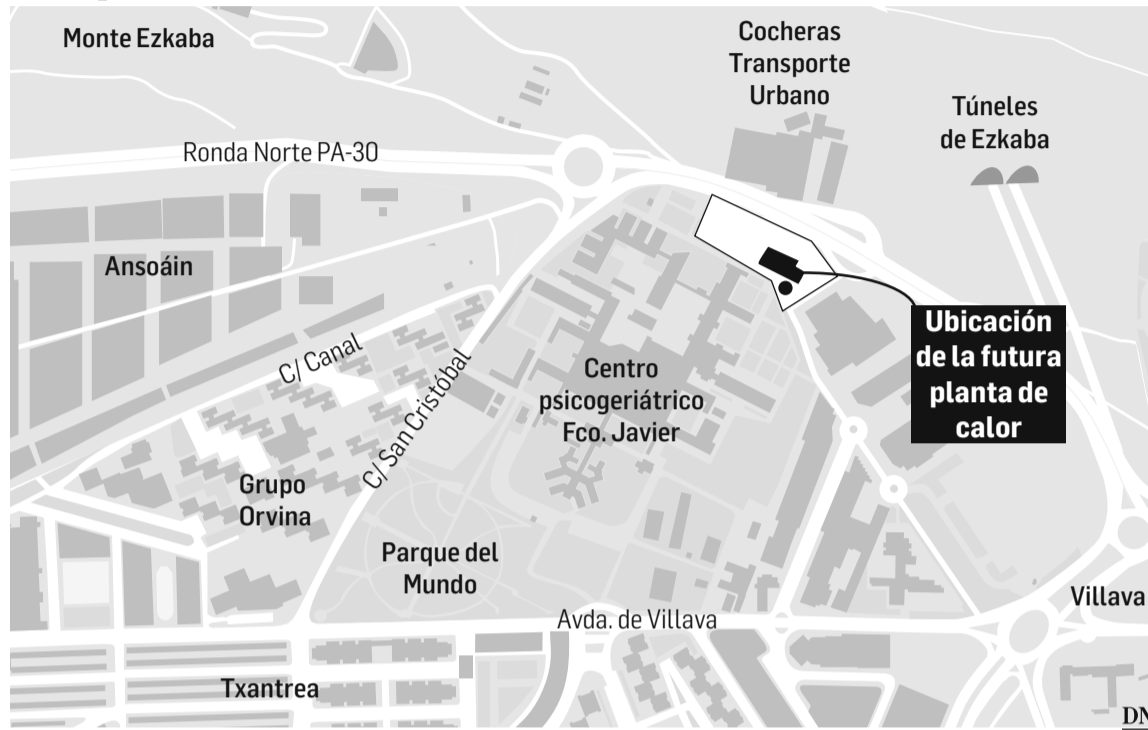 Monte Ezkaba
Cocheras
Transporte
Urbano
Túneles
de Ezkaba
Ronda Norte PA-30
Ansoáin
Ubicación
de la futura
planta de
calor
C/ Canal
C/ San Cristóbal
Centro
psicogeriátrico
Fco. Javier
Grupo
Orvina
Parque del
Mundo
Villava
Avda. de Villava
Txantrea
DN